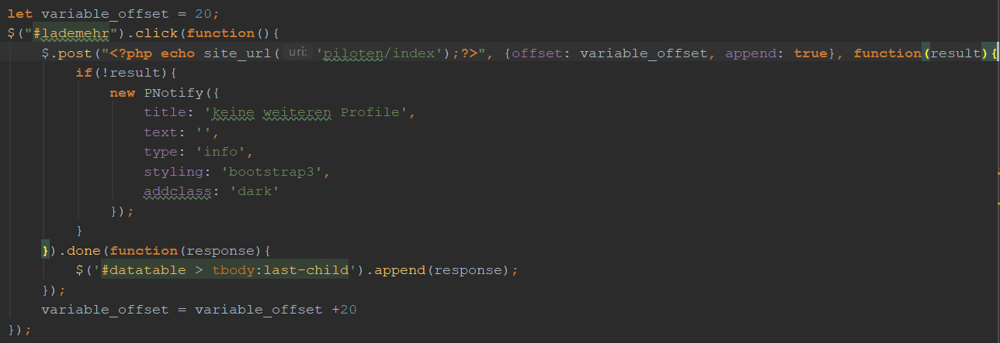 let variable_offset = 20;
$("#lademehr").click(function(){
    $.post("<?php echo site_url( uri: 'piloten/index');?>", {offset: variable_offset, append: true}, function(result){
        if(!result){
            new PNotify({
                title: 'keine weiteren Profile',
                text: '',
                type: 'info',
                styling: 'bootstrap3',
                addclass: 'dark'
            });
        }
    }).done(function(response){
        $('#datatable > tbody:last-child').append(response);
    });
    variable_offset = variable_offset +20
});